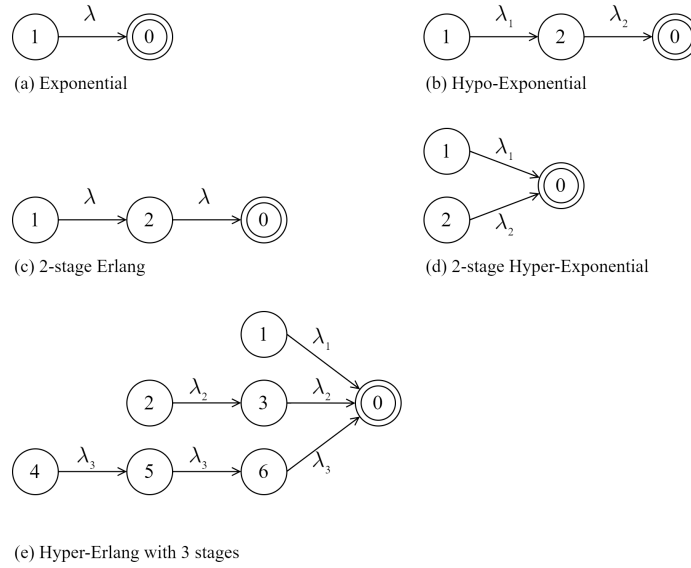 λ
1 0
(a) Exponential
λ₁ λ₂
1 2 0
(b) Hypo-Exponential
λ λ
1 2 0
(c) 2-stage Erlang
1 λ₁
0
2 λ₂
(d) 2-stage Hyper-Exponential
1 λ₁
λ₂ λ₂
2 3 0
λ₃ λ₃ λ₃
4 5 6
(e) Hyper-Erlang with 3 stages